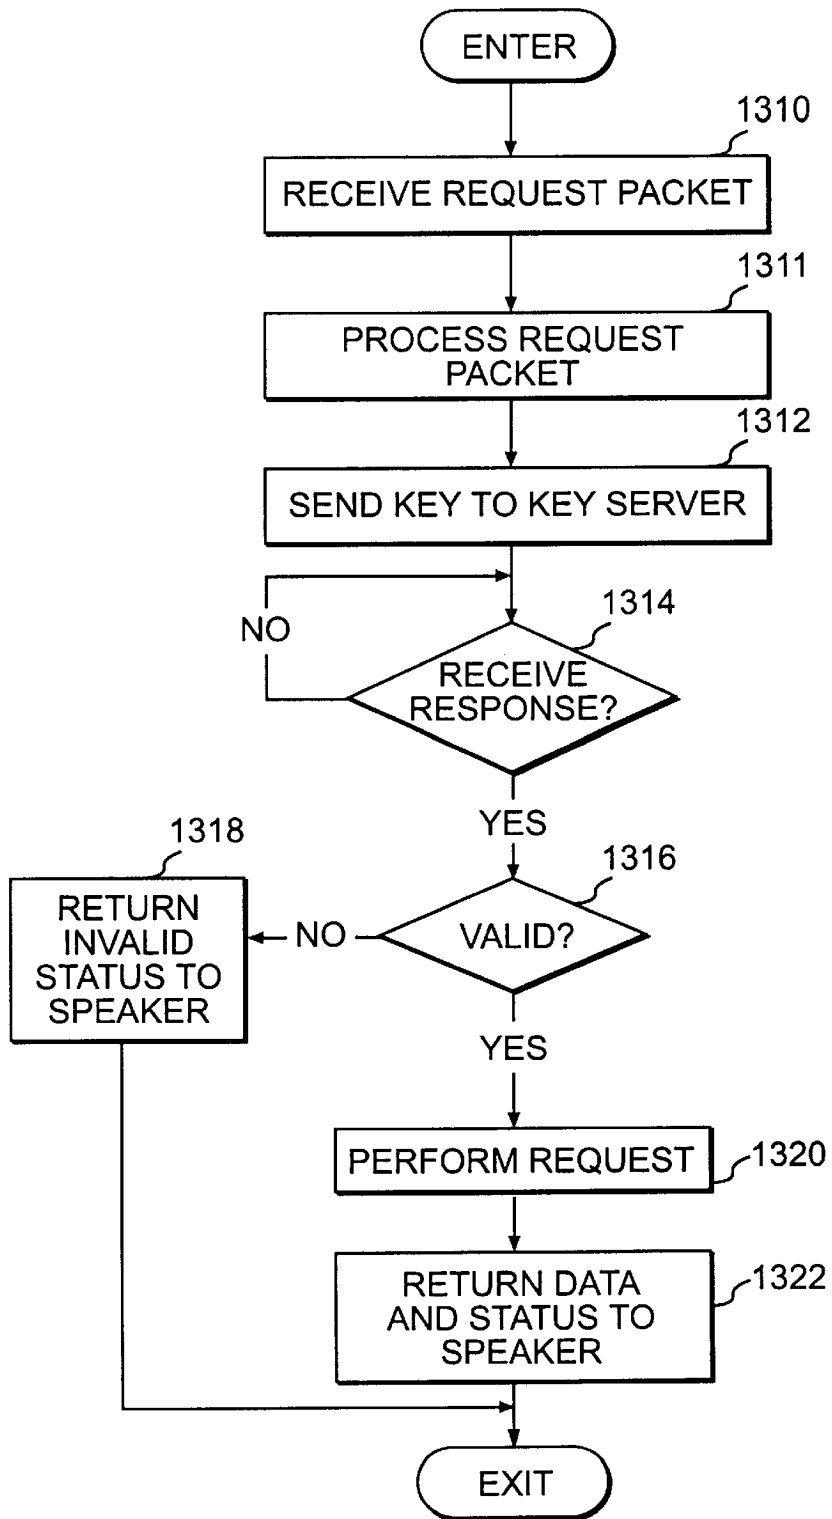 ENTER
1310
RECEIVE REQUEST PACKET
1311
PROCESS REQUEST
PACKET
1312
SEND KEY TO KEY SERVER
1314
NO
RECEIVE
RESPONSE?
YES
1318
1316
RETURN
INVALID
STATUS TO
SPEAKER
NO
VALID?
YES
PERFORM REQUEST
1320
RETURN DATA
AND STATUS TO
SPEAKER
1322
EXIT